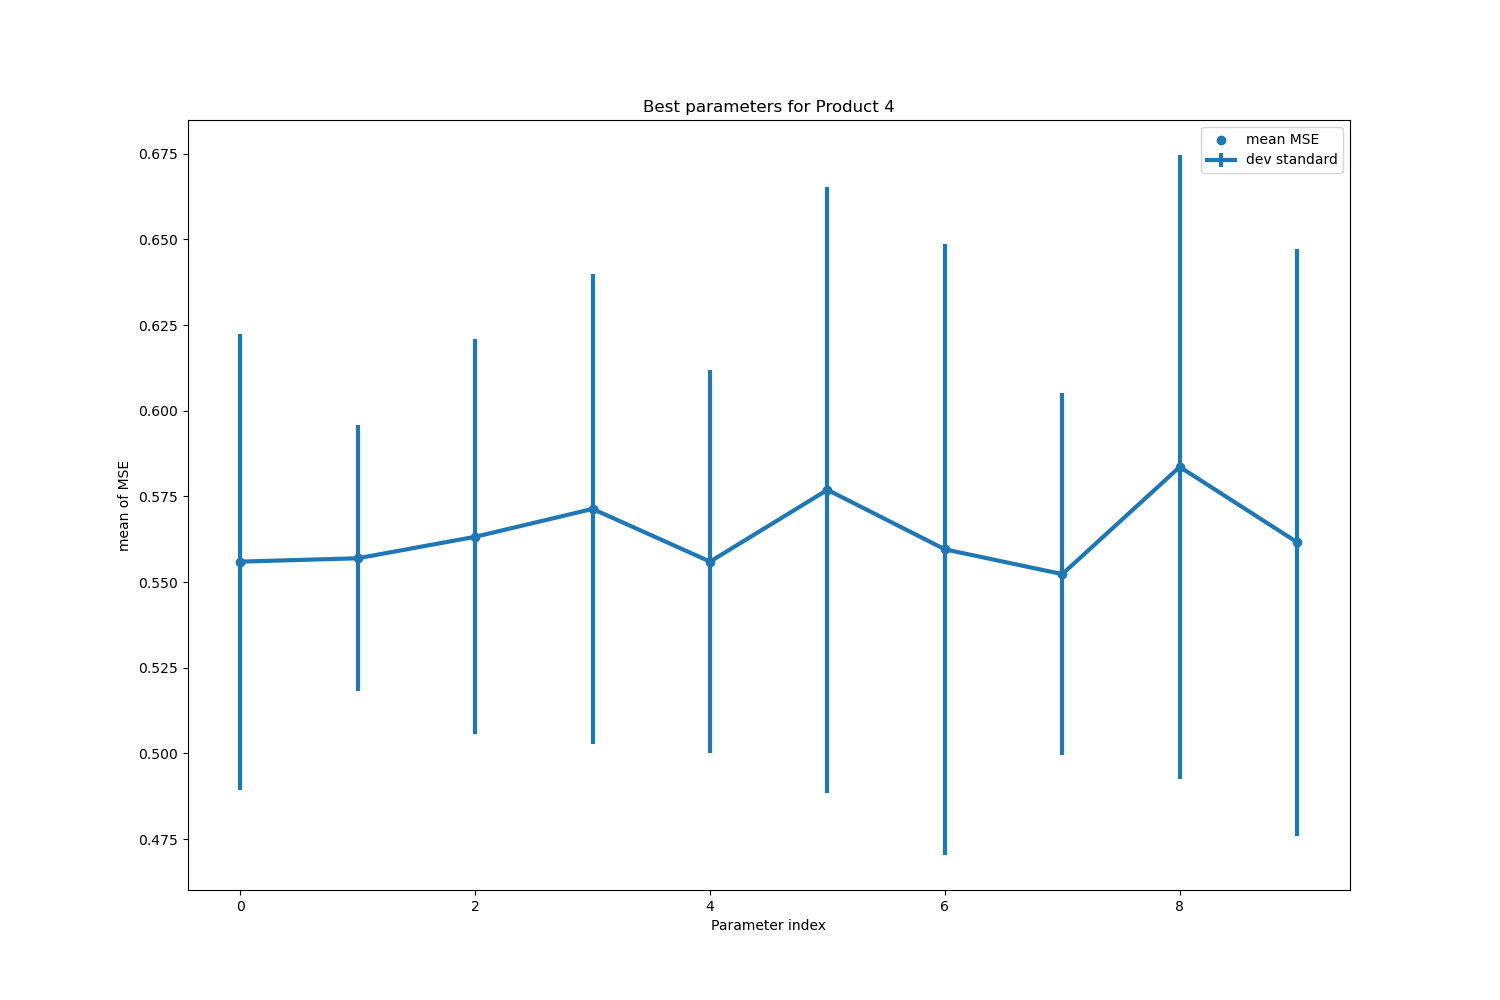 Best parameters for Product 4
mean MSE
dev standard
0.675
0.650
0.625
0.600
0.575
0.550
0.525
0.500
0.475
mean of MSE
0 2 4 6 8
Parameter index